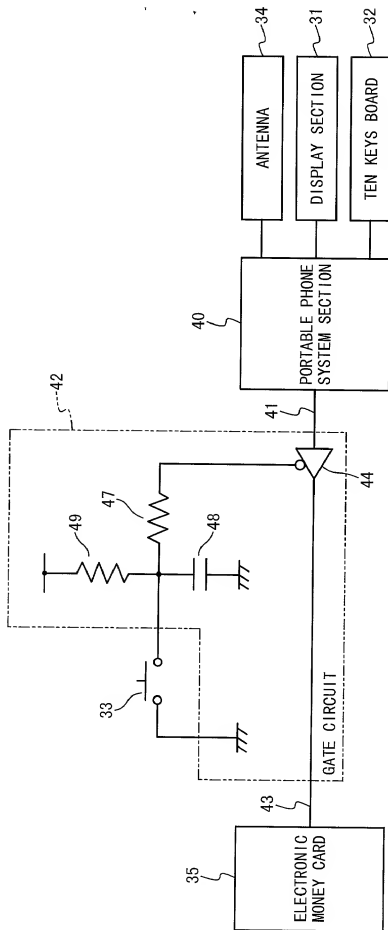 34
ANTENNA
31
DISPLAY SECTION
32
TEN KEYS BOARD
40
PORTABLE PHONE
SYSTEM SECTION
41
42
44
47
49
48
33
GATE CIRCUIT
43
35
ELECTRONIC
MONEY CARD